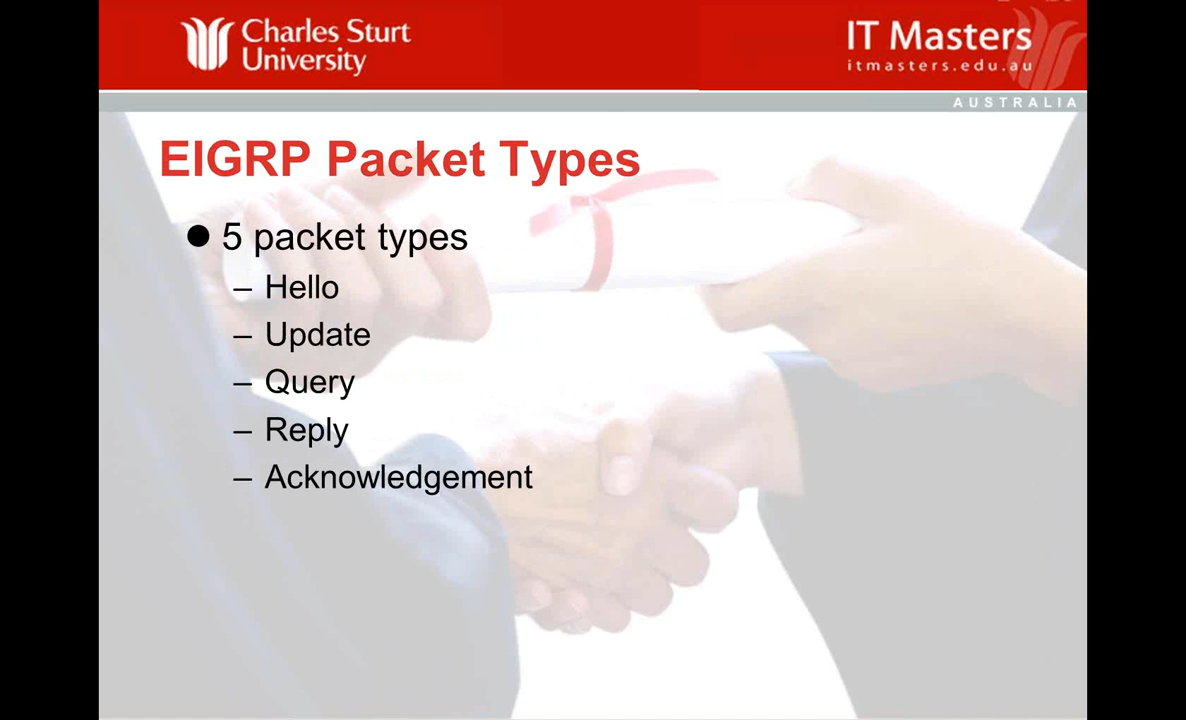 Charles Sturt
University
IT Masters
itmasters.edu.au
AUSTRALIA
EIGRP Packet Types
● 5 packet types
– Hello
– Update
– Query
– Reply
– Acknowledgement